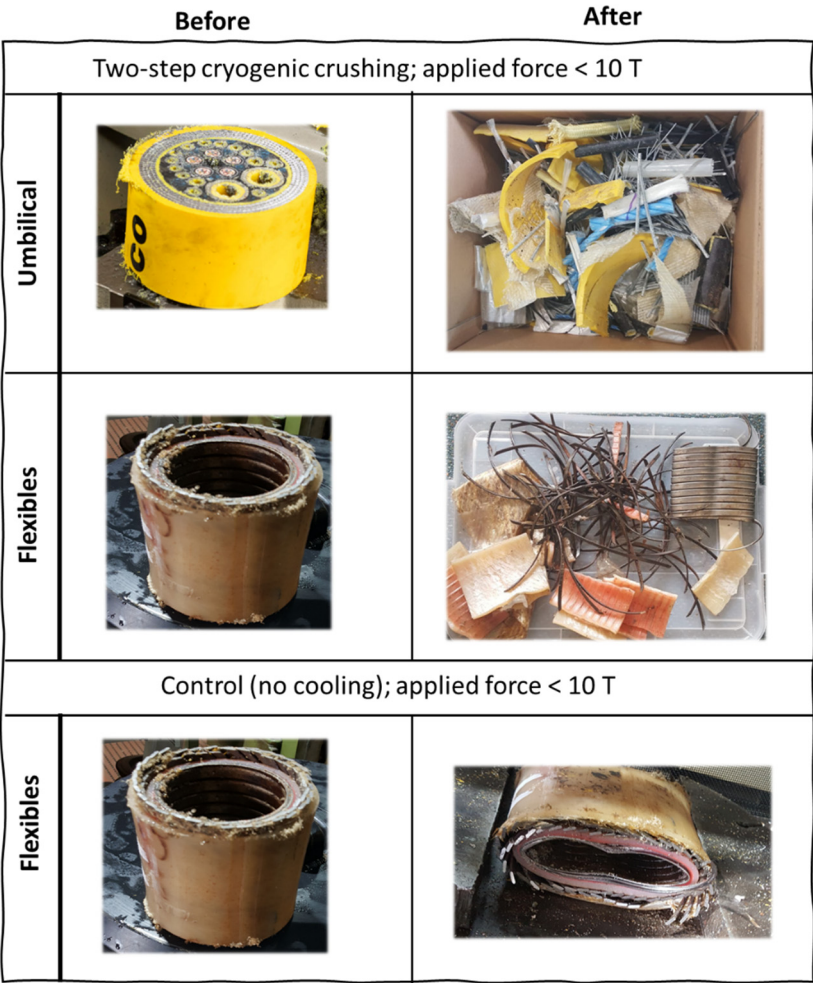 Before
After
Two-step cryogenic crushing; applied force < 10 T
Umbilical
CO
Flexibles
Control (no cooling); applied force < 10 T
Flexibles